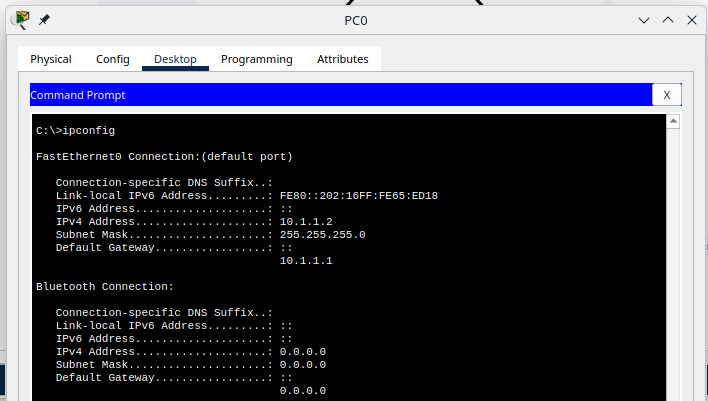 PC0
Physical Config Desktop Programming Attributes
Command Prompt X
C:\>ipconfig
FastEthernet0 Connection:(default port)
Connection-specific DNS Suffix..:
Link-local IPv6 Address.........: FE80::202:16FF:FE65:ED18
IPv6 Address....................: ::
IPv4 Address....................: 10.1.1.2
Subnet Mask.....................: 255.255.255.0
Default Gateway.................: ::
10.1.1.1
Bluetooth Connection:
Connection-specific DNS Suffix..:
Link-local IPv6 Address.........: ::
IPv6 Address....................: ::
IPv4 Address....................: 0.0.0.0
Subnet Mask.....................: 0.0.0.0
Default Gateway.................: ::
0.0.0.0